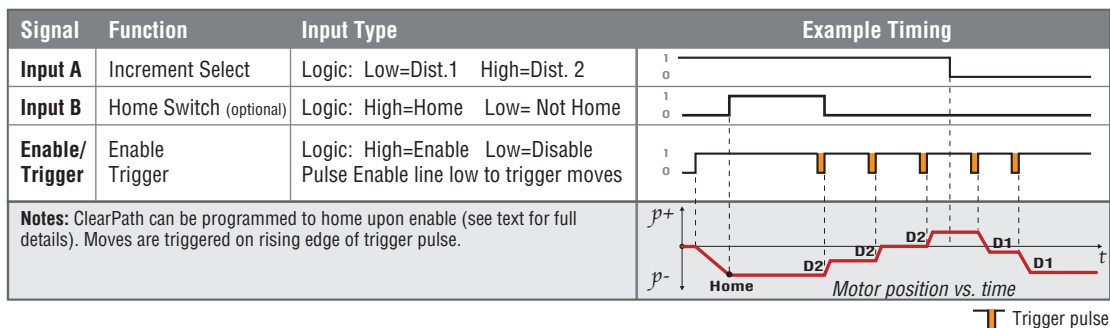 Signal Function Input Type Example Timing
Input A Increment Select Logic: Low=Dist.1 High=Dist. 2 1
0
Input B Home Switch (optional) Logic: High=Home Low= Not Home 1
0
Enable/ Enable Logic: High=Enable Low=Disable 1
Trigger Trigger Pulse Enable line low to trigger moves 0
Notes: ClearPath can be programmed to home upon enable (see text for full
details). Moves are triggered on rising edge of trigger pulse.
p+
D2 D1 t
D2
D2 D1
p- Home Motor position vs. time
Trigger pulse